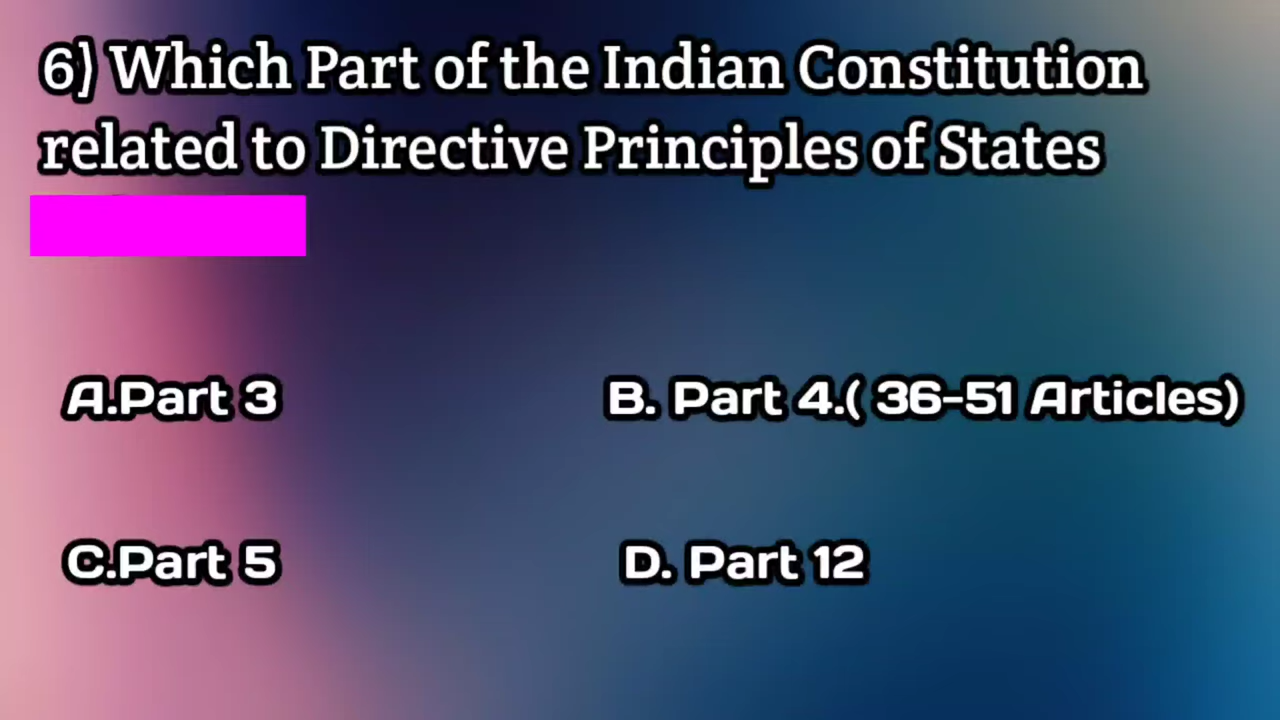 6) Which Part of the Indian Constitution
related to Directive Principles of States
A.Part 3
B. Part 4.( 36-51 Articles)
C.Part 5
D. Part 12